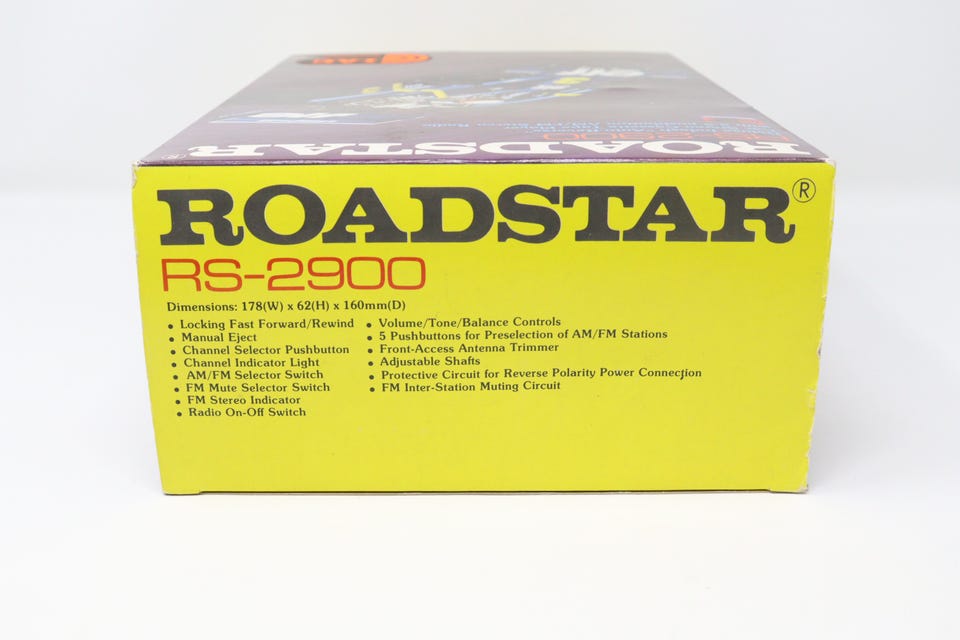 ROADSTAR
ROADSTAR®
RS-2900
Dimensions: 178(W) x 62(H) x 160mm(D)
• Locking Fast Forward/Rewind
• Manual Eject
• Channel Selector Pushbutton
• Channel Indicator Light
• AM/FM Selector Switch
• FM Mute Selector Switch
• FM Stereo Indicator
• Radio On-Off Switch
• Volume/Tone/Balance Controls
• 5 Pushbuttons for Preselection of AM/FM Stations
• Front-Access Antenna Trimmer
• Adjustable Shafts
• Protective Circuit for Reverse Polarity Power Connection
• FM Inter-Station Muting Circuit